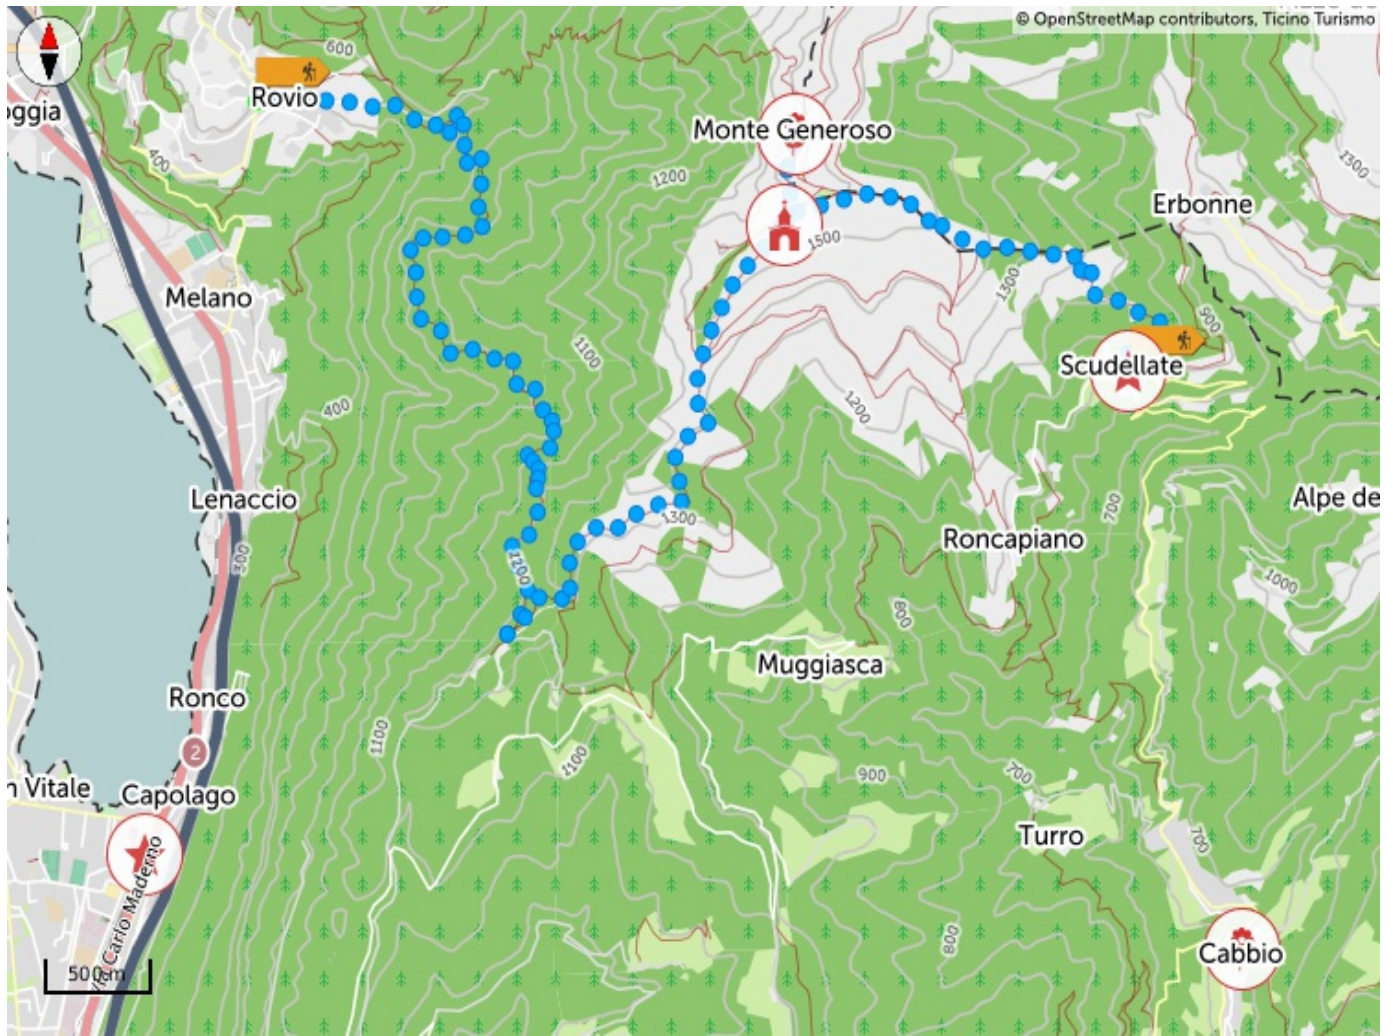 © OpenStreetMap contributors, Ticino Turismo
600
Rovio
oggia
Monte Generoso
1300
400
1200
Erbonne
1500
Melano
1300
900
1100
Scudellate
400
1200
Lenaccio
Alpe de
700
1300
Roncapiano
300
1200
1000
800
Muggiasca
Ronco
1100
2
1100
900
700
n Vitale
Capolago
Turro
700
Carlo Maderno
800
Cabbio
500 m